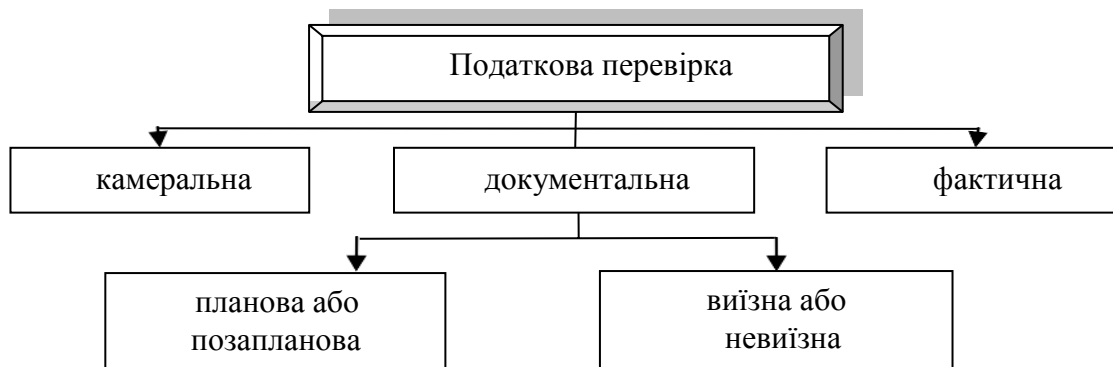 Податкова перевірка
камеральна
документальна
фактична
планова або
позапланова
виїзна або
невиїзна